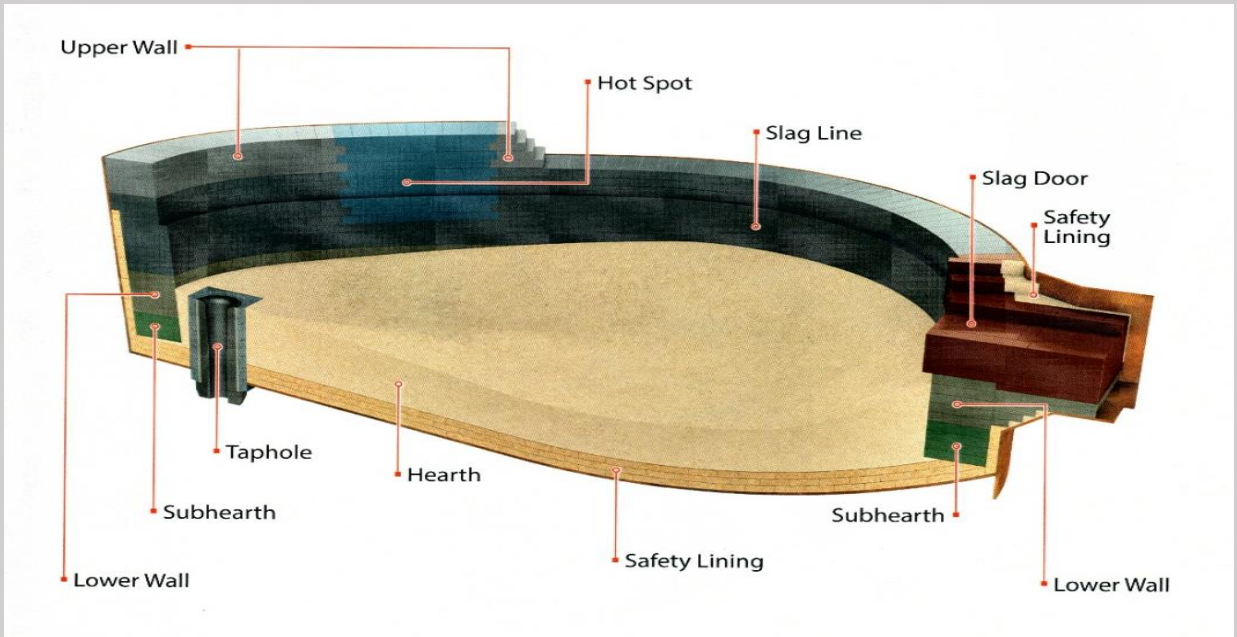 Upper Wall
Hot Spot
Slag Line
Slag Door
Safety
Lining
Taphole
Hearth
Subhearth
Subhearth
Safety Lining
Lower Wall
Lower Wall